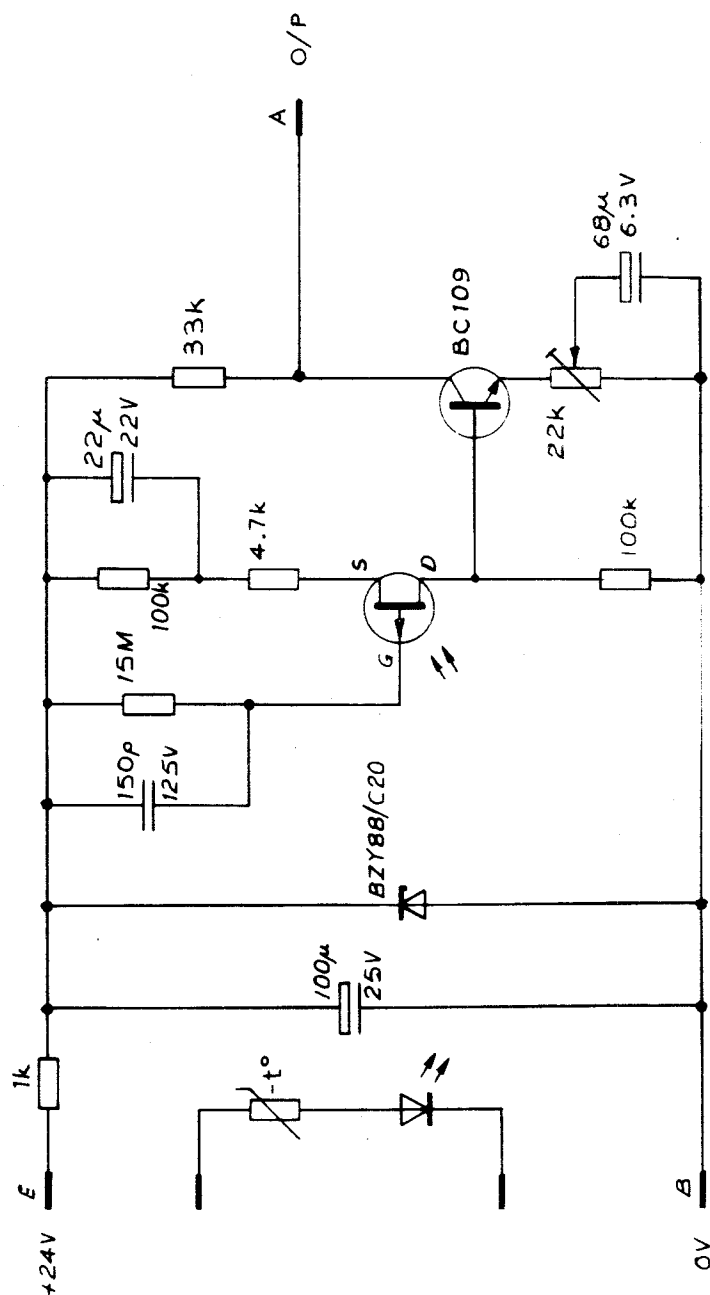 +24V
E
1k
-t°
100µ
25V
BZY88/C20
150p
125V
15M
100k
22µ
22V
4.7k
S
G
D
33k
BC109
22k
100k
68µ
6.3V
A
O/P
B
0V